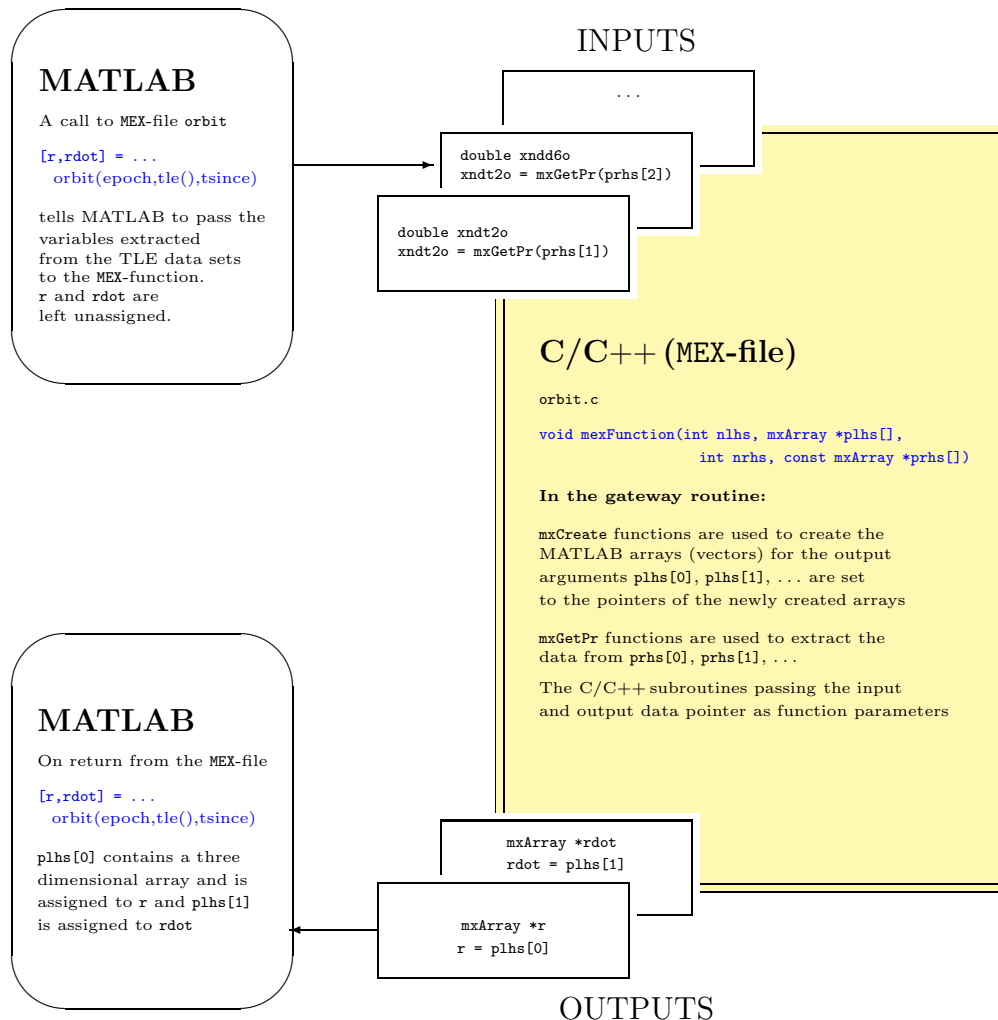 MATLAB
A call to MEX-file orbit
[r,rdot] = ...
orbit(epoch,tle(),tsince)
tells MATLAB to pass the
variables extracted
from the TLE data sets
to the MEX-function.
r and rdot are
left unassigned.
INPUTS
...
double xndd6o
xndt2o = mxGetPr(prhs[2])
double xndt2o
xndt2o = mxGetPr(prhs[1])
C/C++ (MEX-file)
orbit.c
void mexFunction(int nlhs, mxArray *plhs[],
int nrhs, const mxArray *prhs[])
In the gateway routine:
mxCreate functions are used to create the
MATLAB arrays (vectors) for the output
arguments plhs[0], plhs[1], ... are set
to the pointers of the newly created arrays
mxGetPr functions are used to extract the
data from prhs[0], prhs[1], ...
The C/C++ subroutines passing the input
and output data pointer as function parameters
MATLAB
On return from the MEX-file
[r,rdot] = ...
orbit(epoch,tle(),tsince)
plhs[0] contains a three
dimensional array and is
assigned to r and plhs[1]
is assigned to rdot
mxArray *rdot
rdot = plhs[1]
mxArray *r
r = plhs[0]
OUTPUTS